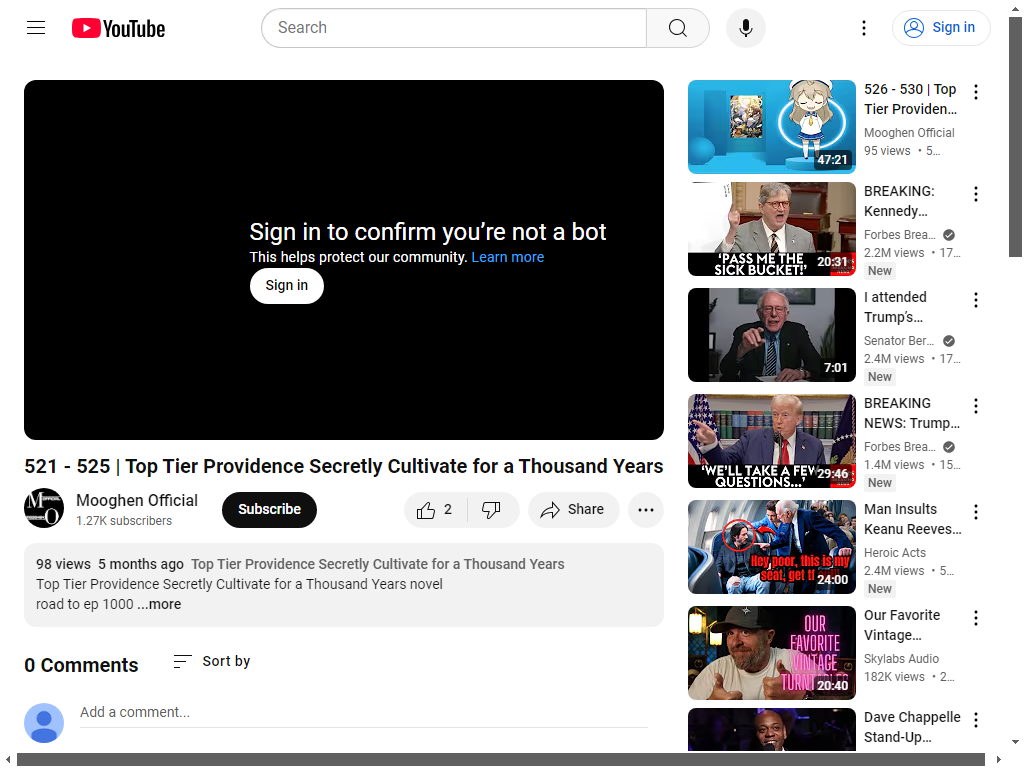 YouTube
Search
Sign in
Sign in to confirm you’re not a bot
This helps protect our community. Learn more
Sign in
521 - 525 | Top Tier Providence Secretly Cultivate for a Thousand Years
Mooghen Official
1.27K subscribers
Subscribe
2
Share
98 views 5 months ago Top Tier Providence Secretly Cultivate for a Thousand Years
Top Tier Providence Secretly Cultivate for a Thousand Years novel
road to ep 1000 ...more
0 Comments
Sort by
Add a comment...
47:21
526 - 530 | Top
Tier Providen...
Mooghen Official
95 views • 5...
‘PASS ME THE
SICK BUCKET!’
20:31
BREAKING:
Kennedy...
Forbes Brea...
2.2M views • 17...
New
7:01
I attended
Trump’s...
Senator Ber...
2.4M views • 17...
New
‘WE’LL TAKE A FEW
QUESTIONS...’
29:46
BREAKING
NEWS: Trump...
Forbes Brea...
1.4M views • 15...
New
Hey poor, this is my
seat, get
24:00
Man Insults
Keanu Reeves...
Heroic Acts
2.4M views • 5...
New
OUR
FAVORITE
VINTAGE
20:40
Our Favorite
Vintage...
Skylabs Audio
182K views • 2...
Dave Chappelle
Stand-Up...